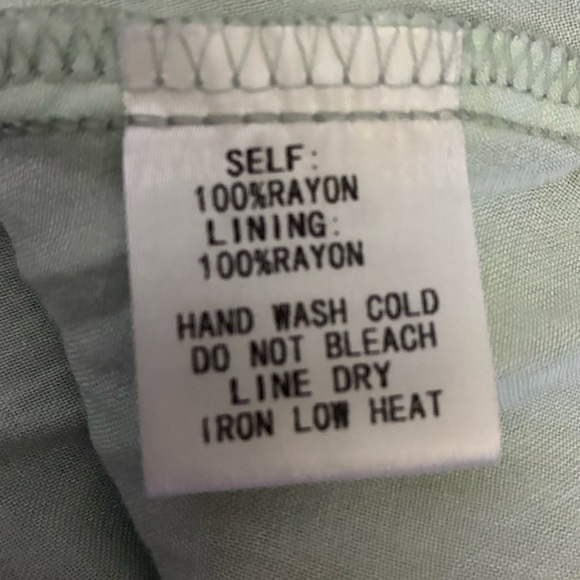 SELF:
100%RAYON
LINING:
100%RAYON
HAND WASH COLD
DO NOT BLEACH
LINE DRY
IRON LOW HEAT